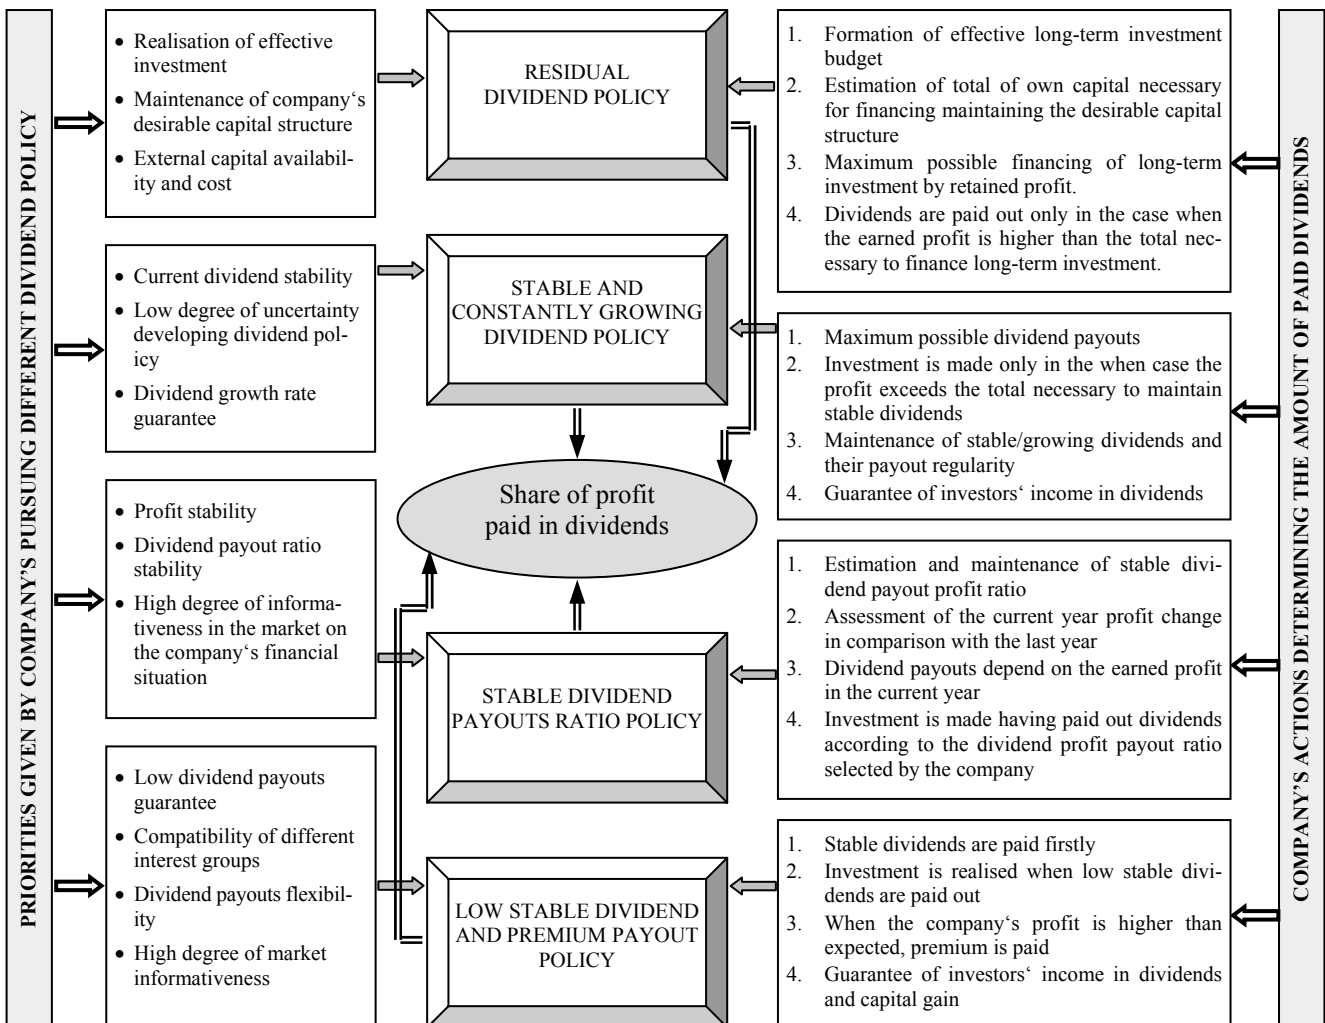 PRIORITIES GIVEN BY COMPANY'S PURSUING DIFFERENT DIVIDEND POLICY
• Realisation of effective
investment
• Maintenance of company‘s
desirable capital structure
• External capital availabil-
ity and cost
• Current dividend stability
• Low degree of uncertainty
developing dividend pol-
icy
• Dividend growth rate
guarantee
• Profit stability
• Dividend payout ratio
stability
• High degree of informa-
tiveness in the market on
the company‘s financial
situation
• Low dividend payouts
guarantee
• Compatibility of different
interest groups
• Dividend payouts flexibil-
ity
• High degree of market
informativeness
RESIDUAL
DIVIDEND POLICY
STABLE AND
CONSTANTLY GROWING
DIVIDEND POLICY
Share of profit
paid in dividends
STABLE DIVIDEND
PAYOUTS RATIO POLICY
LOW STABLE DIVIDEND
AND PREMIUM PAYOUT
POLICY
1. Formation of effective long-term investment
budget
2. Estimation of total of own capital necessary
for financing maintaining the desirable capital
structure
3. Maximum possible financing of long-term
investment by retained profit.
4. Dividends are paid out only in the case when
the earned profit is higher than the total nec-
essary to finance long-term investment.
1. Maximum possible dividend payouts
2. Investment is made only in the when case the
profit exceeds the total necessary to maintain
stable dividends
3. Maintenance of stable/growing dividends and
their payout regularity
4. Guarantee of investors‘ income in dividends
1. Estimation and maintenance of stable divi-
dend payout profit ratio
2. Assessment of the current year profit change
in comparison with the last year
3. Dividend payouts depend on the earned profit
in the current year
4. Investment is made having paid out dividends
according to the dividend profit payout ratio
selected by the company
1. Stable dividends are paid firstly
2. Investment is realised when low stable divi-
dends are paid out
3. When the company‘s profit is higher than
expected, premium is paid
4. Guarantee of investors‘ income in dividends
and capital gain
COMPANY'S ACTIONS DETERMINING THE AMOUNT OF PAID DIVIDENDS